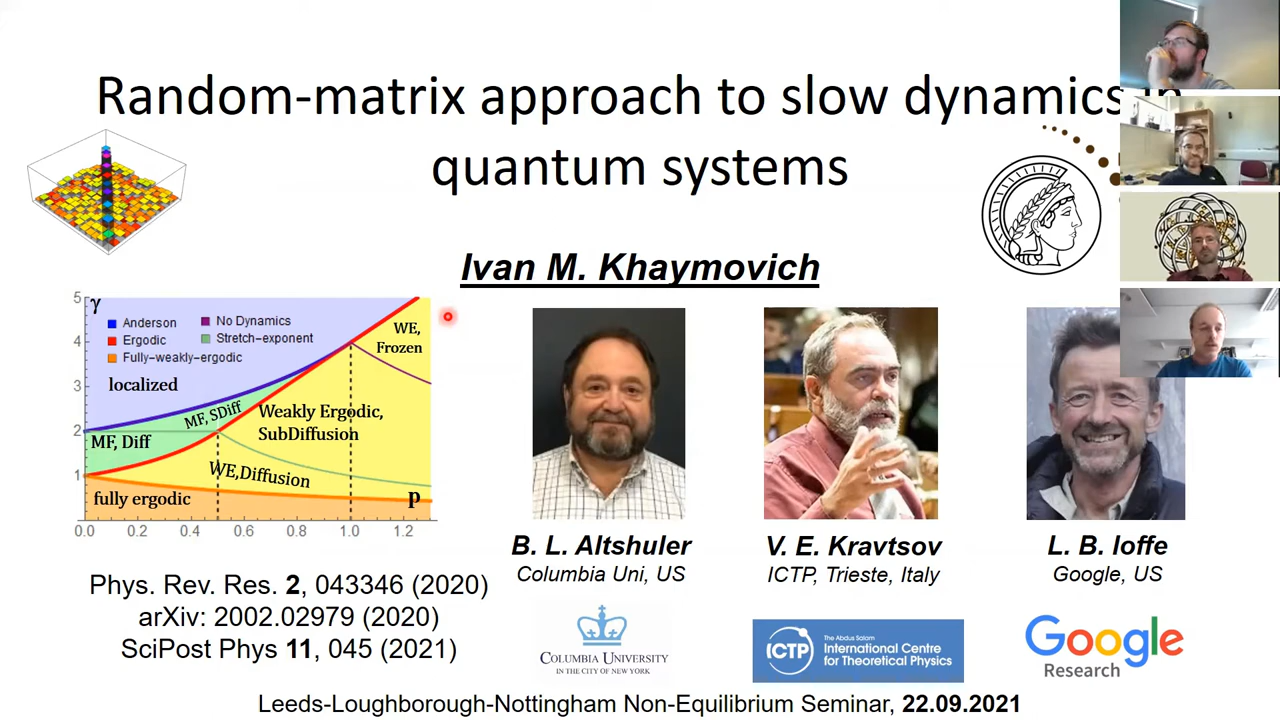 Random-matrix approach to slow dynamics in
quantum systems
Ivan M. Khaymovich
5
4
3
2
1
γ
Anderson
Ergodic
Fully-weakly-ergodic
No Dynamics
Stretch-exponent
localized
WE,
Frozen
MF, SDiff
MF, Diff
Weakly Ergodic,
SubDiffusion
WE,Diffusion
fully ergodic
p
0.0 0.2 0.4 0.6 0.8 1.0 1.2
Phys. Rev. Res. 2, 043346 (2020)
arXiv: 2002.02979 (2020)
SciPost Phys 11, 045 (2021)
B. L. Altshuler
Columbia Uni, US
COLUMBIA UNIVERSITY
IN THE CITY OF NEW YORK
V. E. Kravtsov
ICTP, Trieste, Italy
ICTP
The Abdus Salam
International Centre
for Theoretical Physics
L. B. Ioffe
Google, US
Google
Research
Leeds-Loughborough-Nottingham Non-Equilibrium Seminar, 22.09.2021